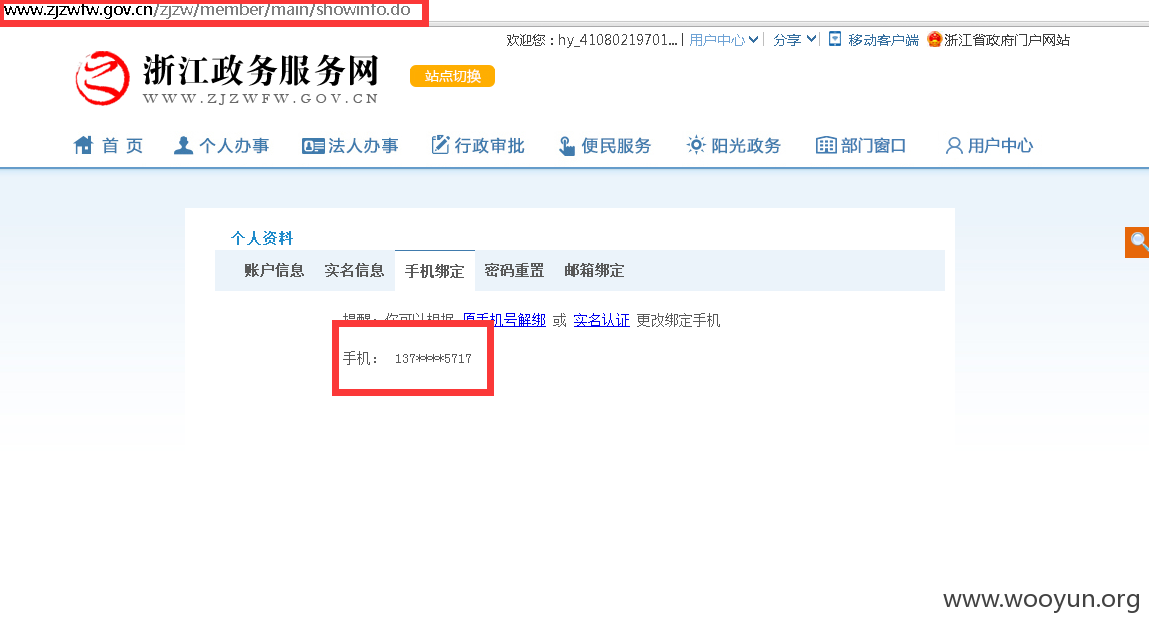 www.zjzwfw.gov.cn/zjzw/member/main/showinfo.do
欢迎您：hy_41080219701... | 用户中心 | 分享 | 移动客户端 浙江省政府门户网站
浙江政务服务网
WWW.ZJZWFW.GOV.CN
站点切换
首 页 个人办事 法人办事 行政审批 便民服务 阳光政务 部门窗口 用户中心
个人资料
账户信息 实名信息 手机绑定 密码重置 邮箱绑定
提醒：你可以根据 原手机号解绑 或 实名认证 更改绑定手机
手机： 137****5717
www.wooyun.org